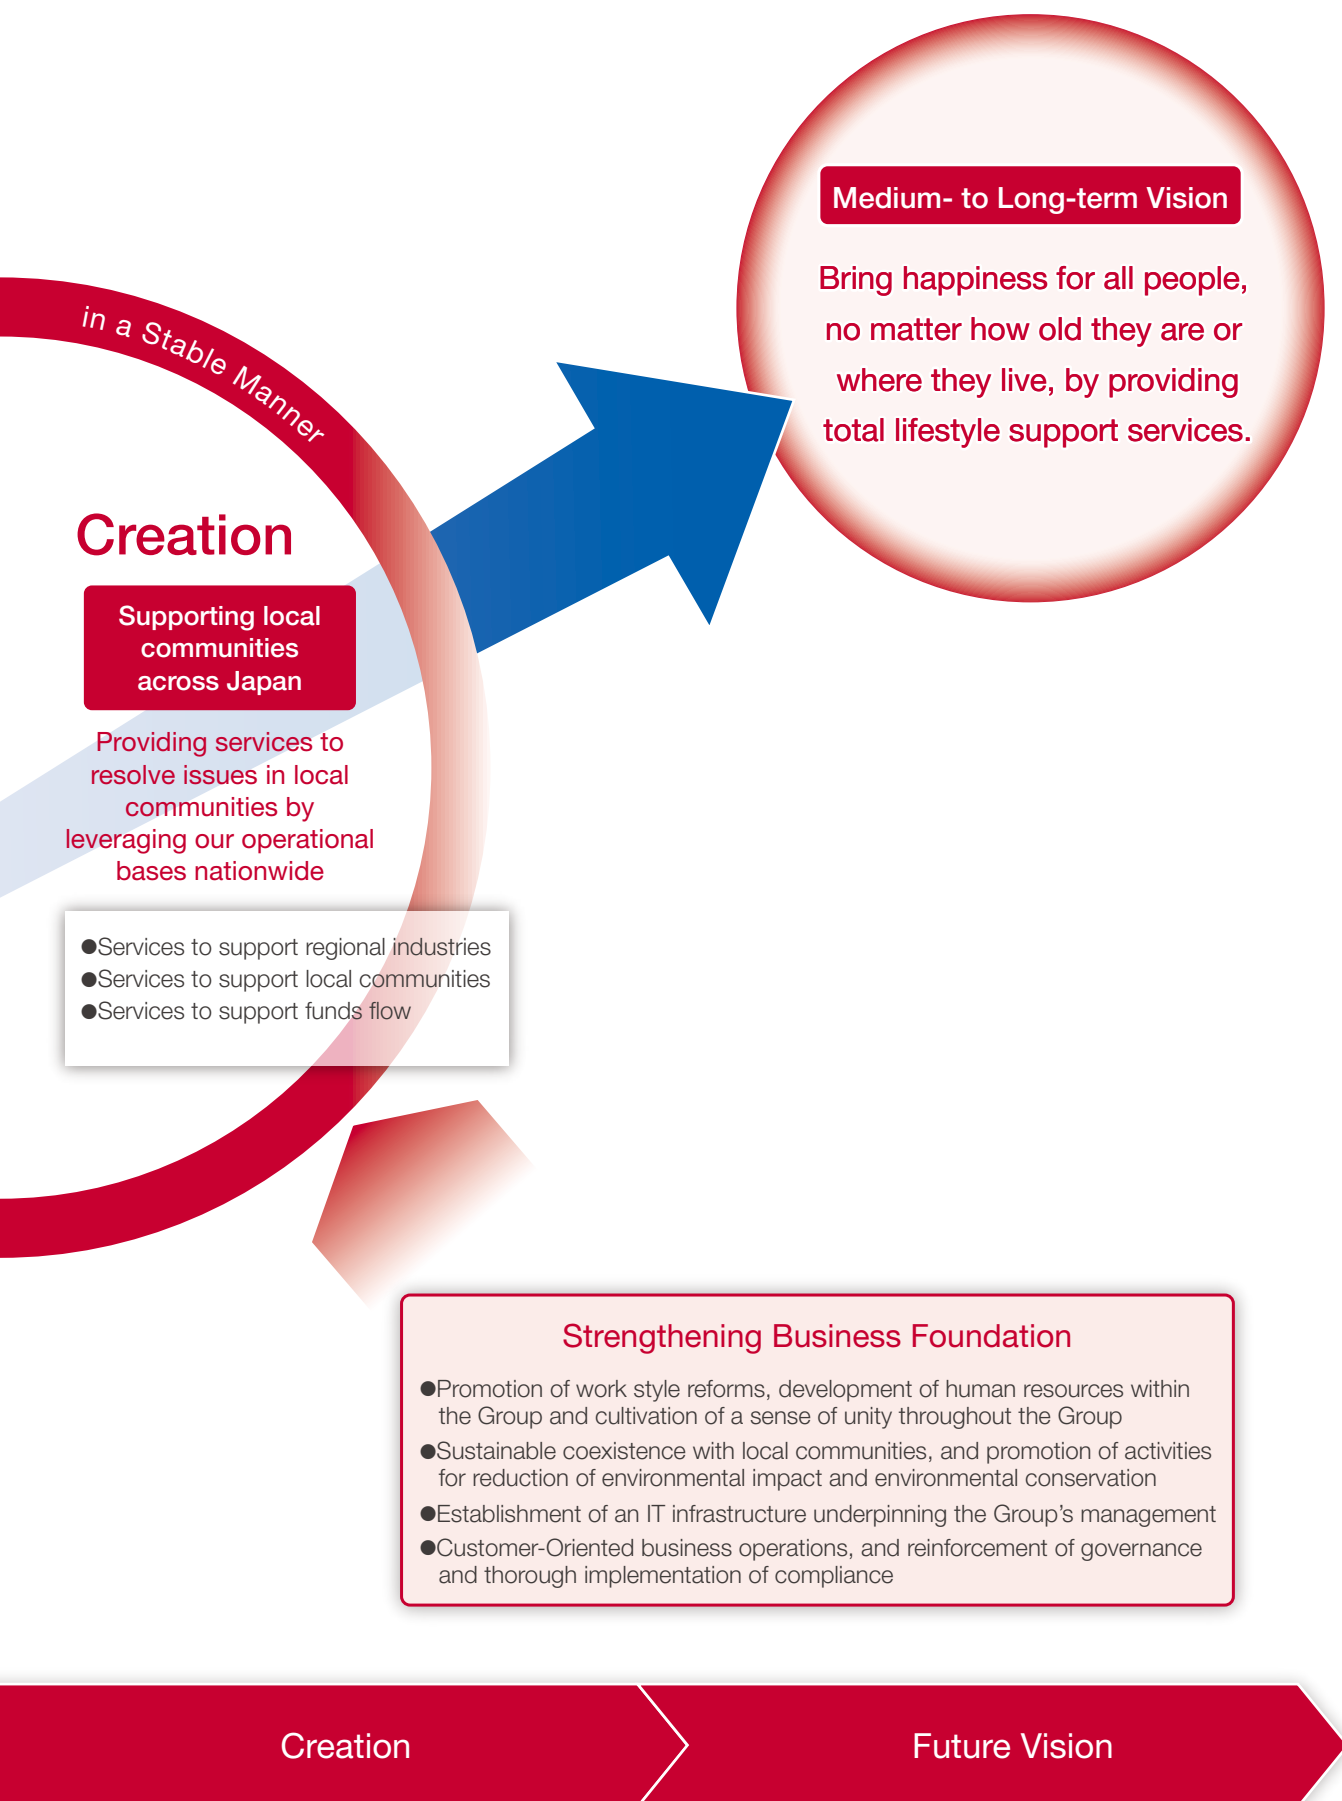 Medium- to Long-term Vision
Bring happiness for all people,
no matter how old they are or
where they live, by providing
total lifestyle support services.
in a Stable Manner
Creation
Supporting local
communities
across Japan
Providing services to
resolve issues in local
communities by
leveraging our operational
bases nationwide
●Services to support regional industries
●Services to support local communities
●Services to support funds flow
Strengthening Business Foundation
●Promotion of work style reforms, development of human resources within
the Group and cultivation of a sense of unity throughout the Group
●Sustainable coexistence with local communities, and promotion of activities
for reduction of environmental impact and environmental conservation
●Establishment of an IT infrastructure underpinning the Group's management
●Customer-Oriented business operations, and reinforcement of governance
and thorough implementation of compliance
Creation
Future Vision